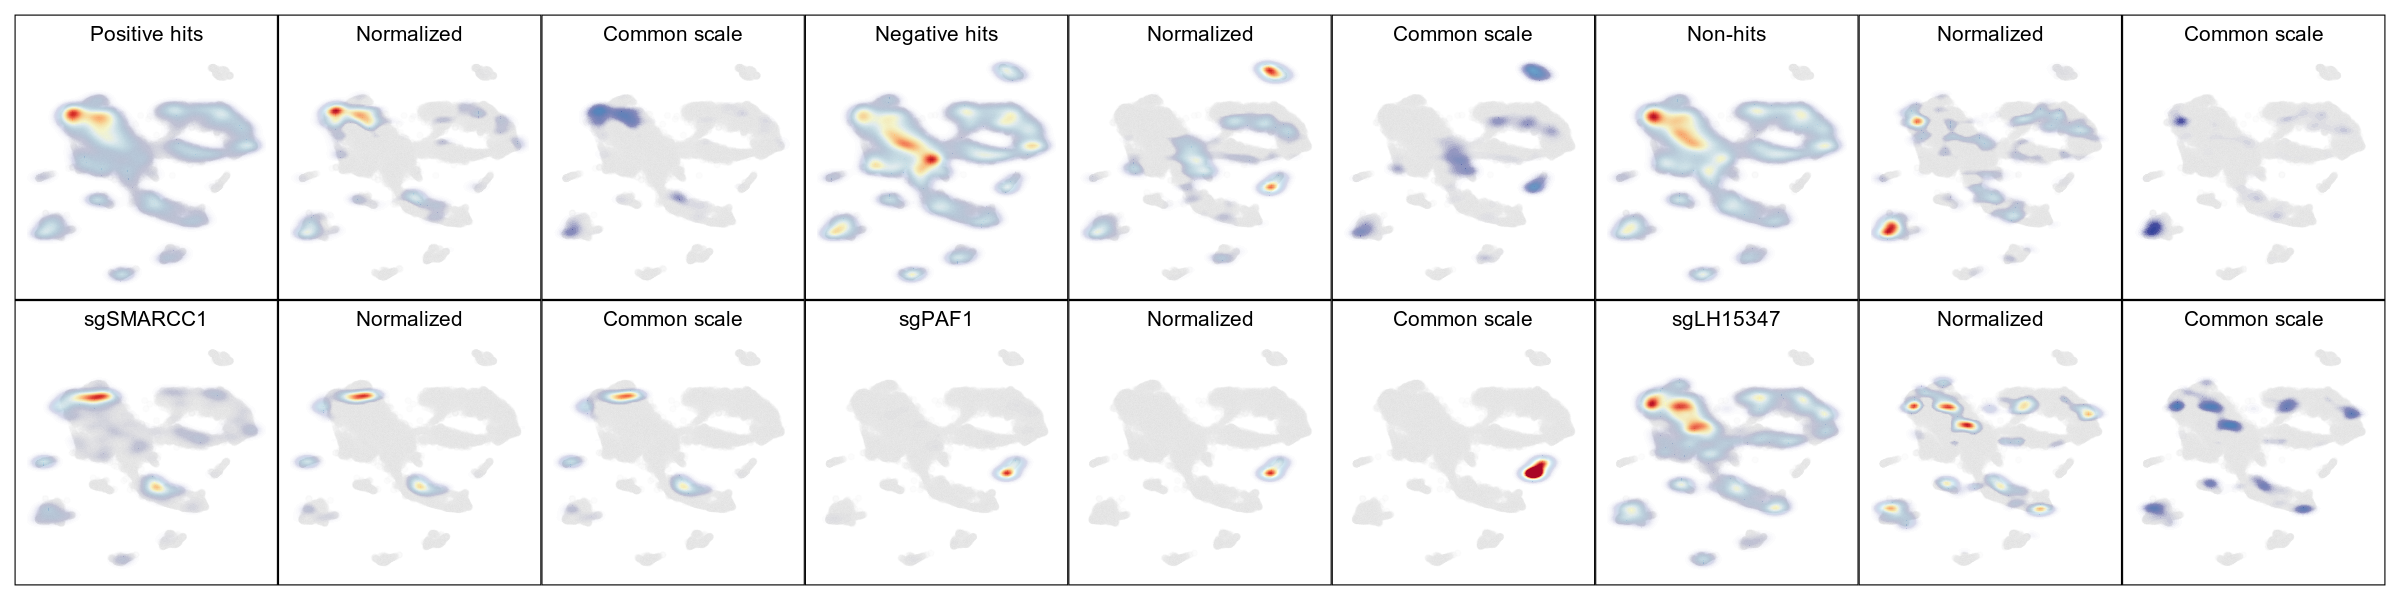 Positive hits
Normalized
Common scale
Negative hits
Normalized
Common scale
Non-hits
Normalized
Common scale
sgSMARCC1
Normalized
Common scale
sgPAF1
Normalized
Common scale
sgLH15347
Normalized
Common scale